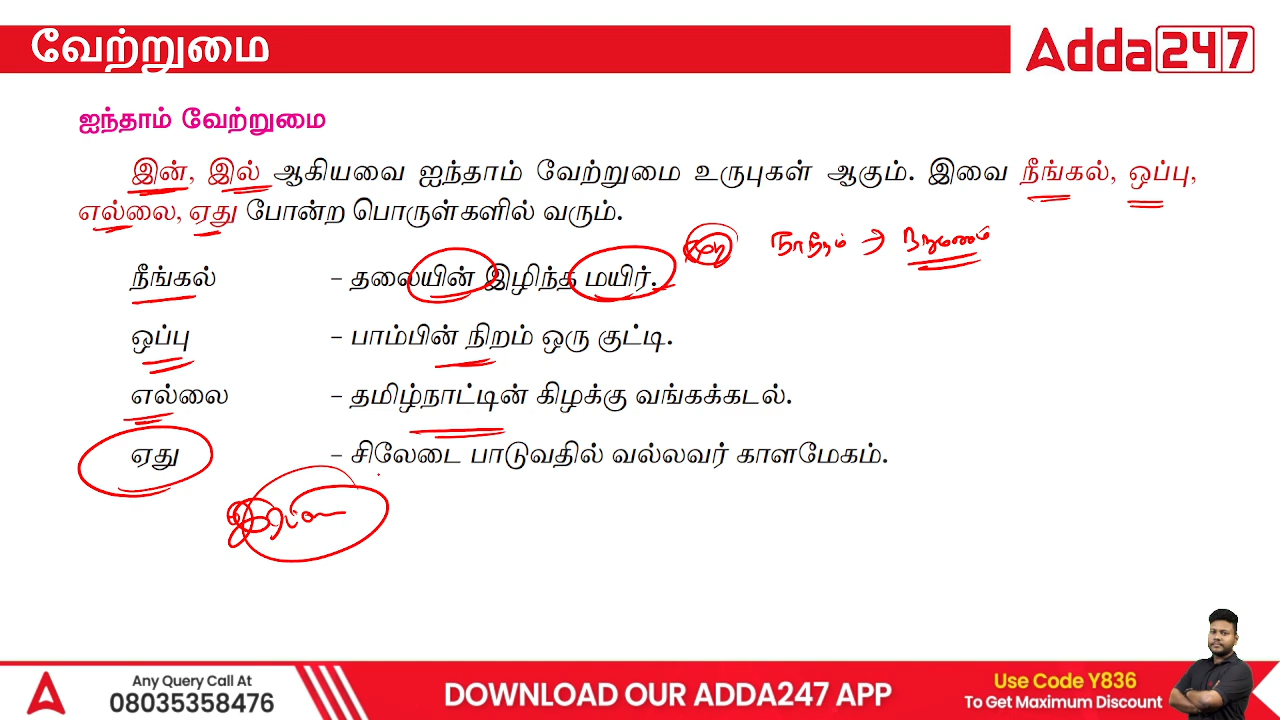 வேற்றுமை
Adda247
ஐந்தாம் வேற்றுமை
இன், இல் ஆகியவை ஐந்தாம் வேற்றுமை உருபுகள் ஆகும். இவை நீங்கல், ஒப்பு,
எல்லை, ஏது போன்ற பொருள்களில் வரும்.
நீங்கல் – தலையின் இழிந்த மயிர்.
ஒப்பு – பாம்பின் நிறம் ஒரு குட்டி.
எல்லை – தமிழ்நாட்டின் கிழக்கு வங்கக்கடல்.
ஏது – சிலேடை பாடுவதில் வல்லவர் காளமேகம்.
Any Query Call At
08035358476
DOWNLOAD OUR ADDA247 APP
Use Code Y836
To Get Maximum Discount